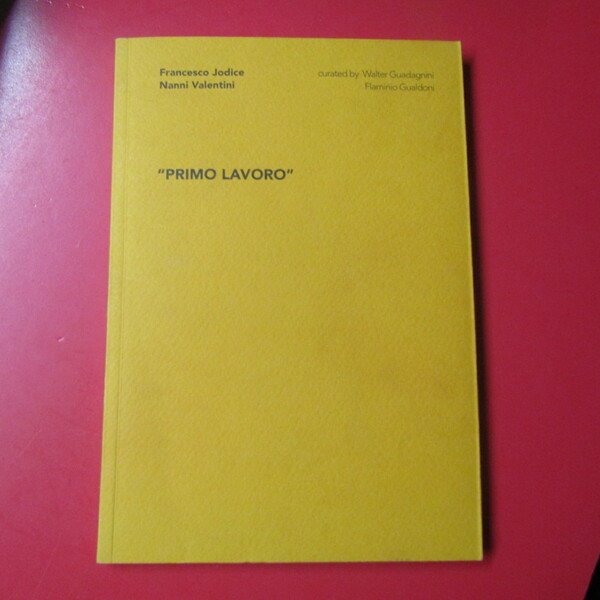 Francesco Jodice
Nanni Valentini
curated by Walter Guadagnini
Flaminio Gualdoni
"PRIMO LAVORO"